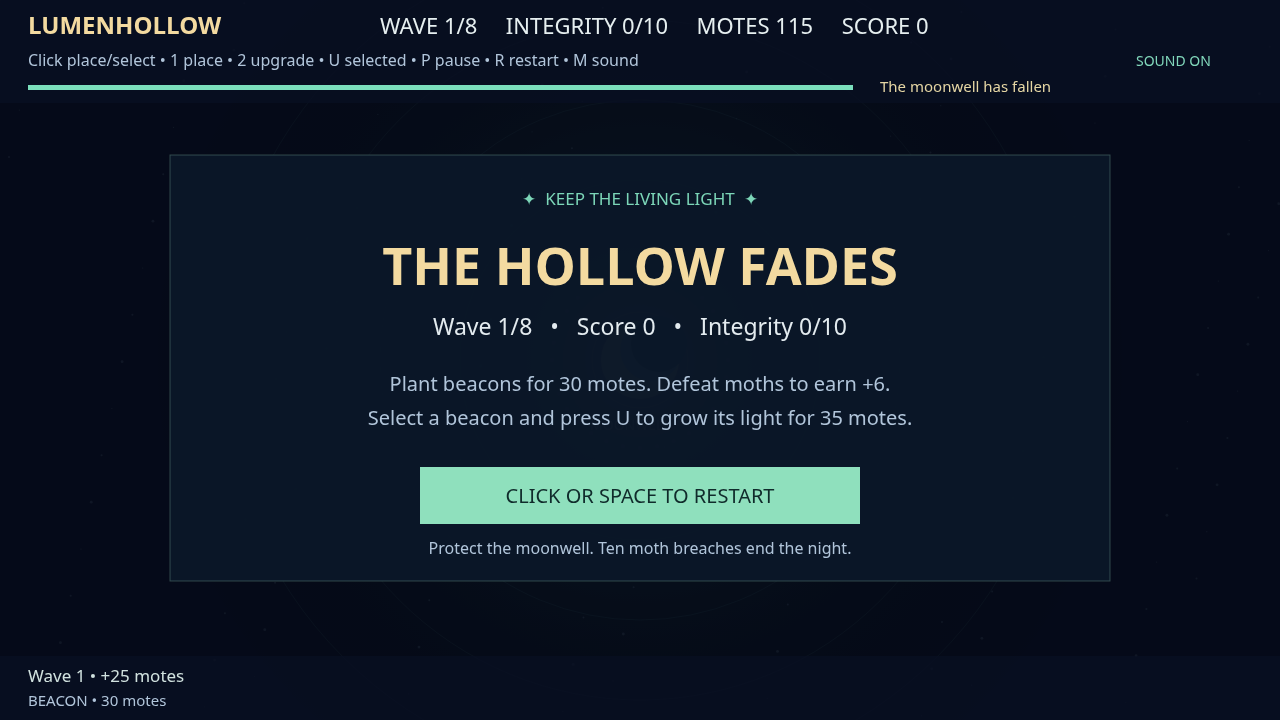 LUMENHOLLOW
WAVE 1/8 INTEGRITY 0/10 MOTES 115 SCORE 0
Click place/select • 1 place • 2 upgrade • U selected • P pause • R restart • M sound
SOUND ON
The moonwell has fallen
✦ KEEP THE LIVING LIGHT ✦
THE HOLLOW FADES
Wave 1/8 • Score 0 • Integrity 0/10
Plant beacons for 30 motes. Defeat moths to earn +6.
Select a beacon and press U to grow its light for 35 motes.
CLICK OR SPACE TO RESTART
Protect the moonwell. Ten moth breaches end the night.
Wave 1 • +25 motes
BEACON • 30 motes